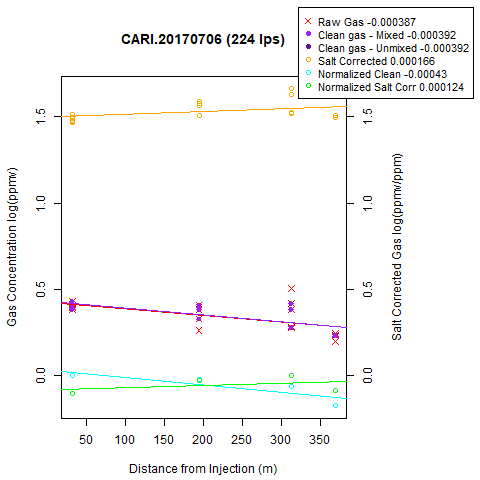 CARI.20170706 (224 lps)
Raw Gas -0.000387
Clean gas - Mixed -0.000392
Clean gas - Unmixed -0.000392
Salt Corrected 0.000166
Normalized Clean -0.00043
Normalized Salt Corr 0.000124
Gas Concentration log(ppmv)
1.5
1.0
0.5
0.0
1.5
1.0
0.5
0.0
Salt Corrected Gas log(ppmv/ppm)
50 100 150 200 250 300 350
Distance from Injection (m)